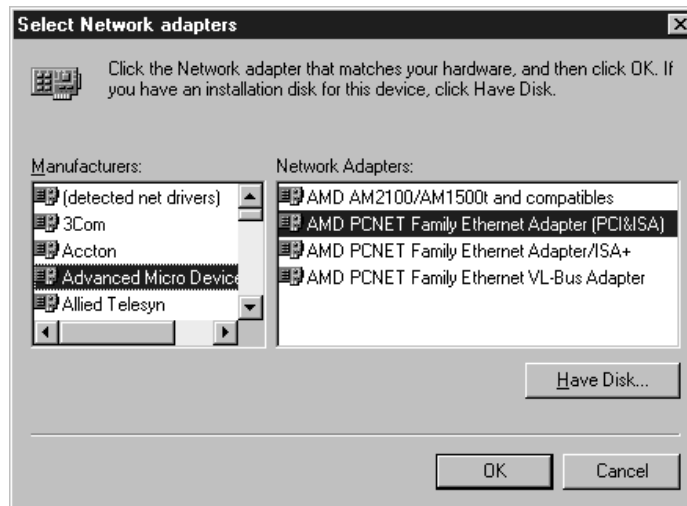 Select Network adapters
Click the Network adapter that matches your hardware, and then click OK. If
you have an installation disk for this device, click Have Disk.
Manufacturers:
(detected net drivers)
3Com
Accton
Advanced Micro Device
Allied Telesyn
Network Adapters:
AMD AM2100/AM1500t and compatibles
AMD PCNET Family Ethernet Adapter (PCI&ISA)
AMD PCNET Family Ethernet Adapter/ISA+
AMD PCNET Family Ethernet VL-Bus Adapter
Have Disk...
OK
Cancel